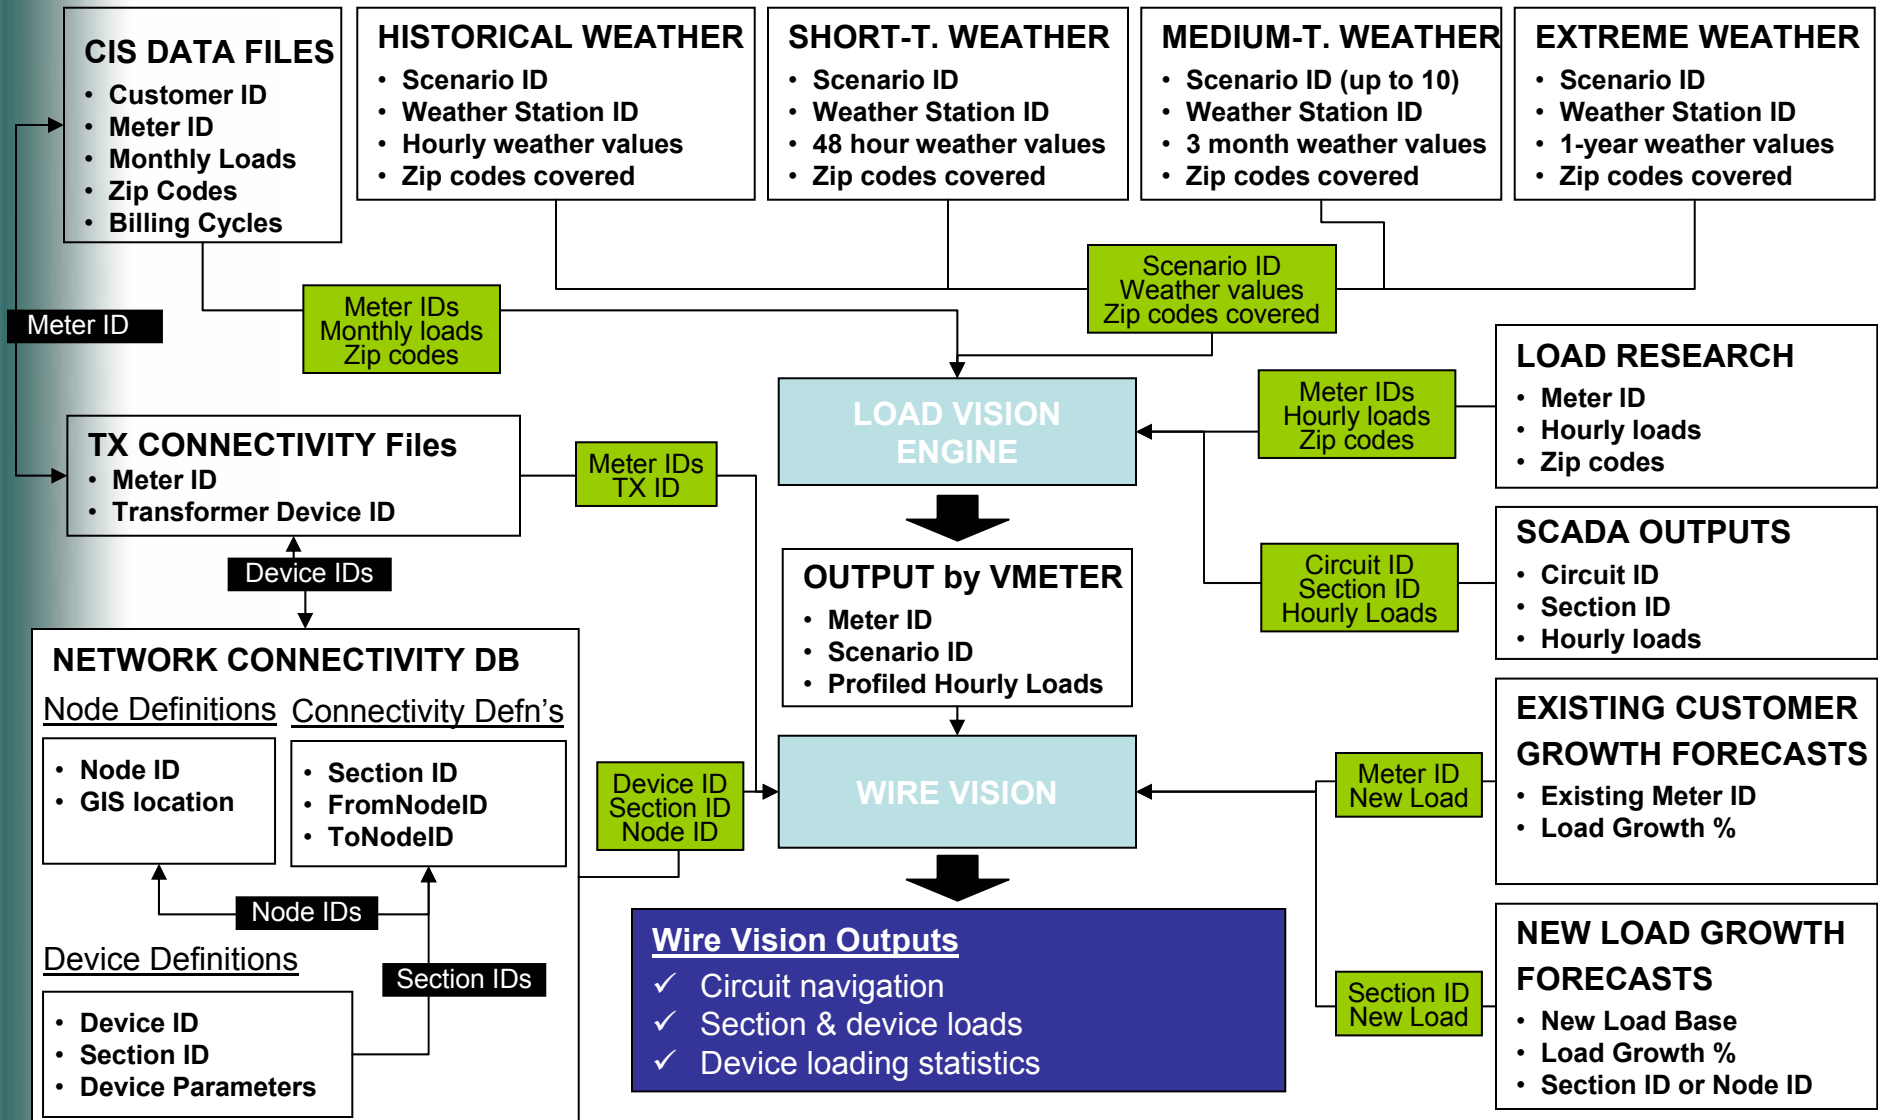 CIS DATA FILES
• Customer ID
• Meter ID
• Monthly Loads
• Zip Codes
• Billing Cycles
HISTORICAL WEATHER
• Scenario ID
• Weather Station ID
• Hourly weather values
• Zip codes covered
SHORT-T. WEATHER
• Scenario ID
• Weather Station ID
• 48 hour weather values
• Zip codes covered
MEDIUM-T. WEATHER
• Scenario ID (up to 10)
• Weather Station ID
• 3 month weather values
• Zip codes covered
EXTREME WEATHER
• Scenario ID
• Weather Station ID
• 1-year weather values
• Zip codes covered
Meter ID
Meter IDs
Monthly loads
Zip codes
Scenario ID
Weather values
Zip codes covered
LOAD VISION
ENGINE
Meter IDs
Hourly loads
Zip codes
LOAD RESEARCH
• Meter ID
• Hourly loads
• Zip codes
TX CONNECTIVITY Files
• Meter ID
• Transformer Device ID
Meter IDs
TX ID
Device IDs
OUTPUT by VMETER
• Meter ID
• Scenario ID
• Profiled Hourly Loads
Circuit ID
Section ID
Hourly Loads
SCADA OUTPUTS
• Circuit ID
• Section ID
• Hourly loads
NETWORK CONNECTIVITY DB
Node Definitions
• Node ID
• GIS location
Connectivity Defn's
• Section ID
• FromNodeID
• ToNodeID
Node IDs
Section IDs
Device Definitions
• Device ID
• Section ID
• Device Parameters
Device ID
Section ID
Node ID
WIRE VISION
Meter ID
New Load
EXISTING CUSTOMER
GROWTH FORECASTS
• Existing Meter ID
• Load Growth %
Wire Vision Outputs
✓ Circuit navigation
✓ Section & device loads
✓ Device loading statistics
Section ID
New Load
NEW LOAD GROWTH
FORECASTS
• New Load Base
• Load Growth %
• Section ID or Node ID